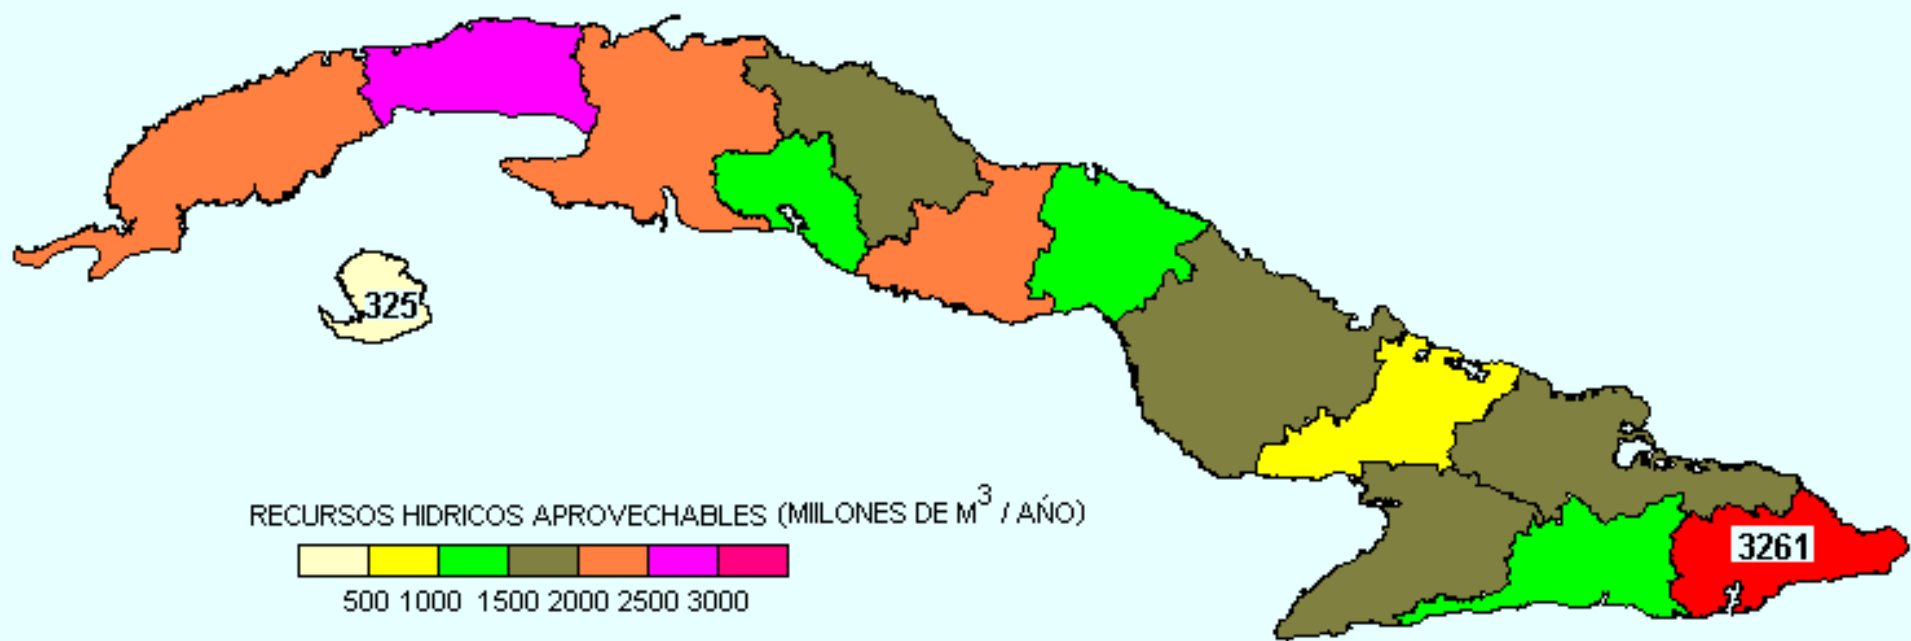 325
RECURSOS HIDRICOS APROVECHABLES (MIILONES DE M³ / AÑO)
500 1000 1500 2000 2500 3000
3261